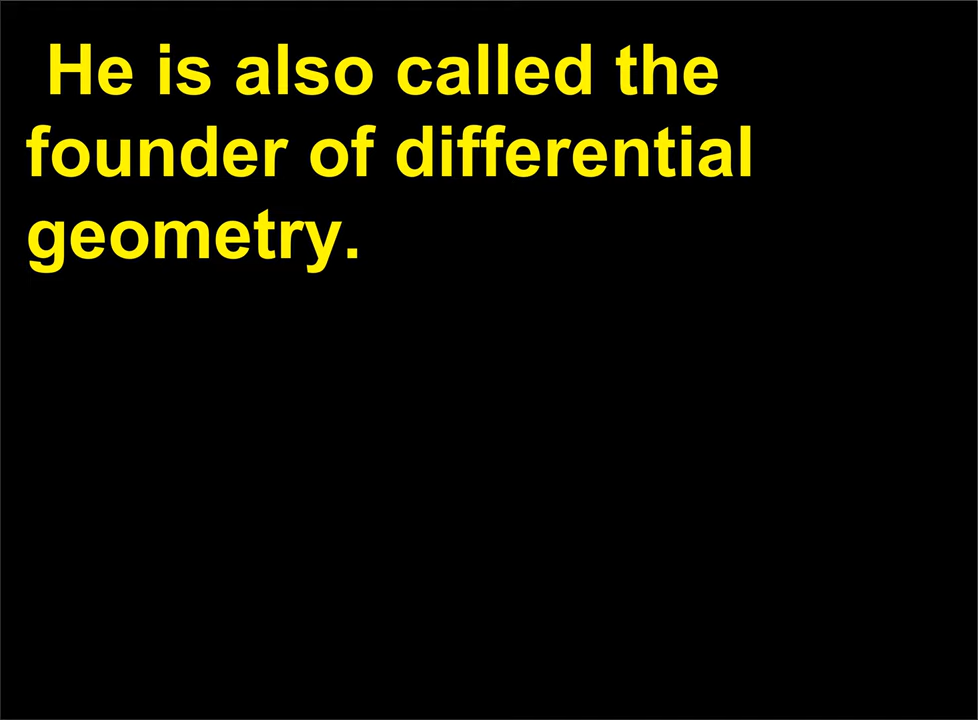 He is also called the
founder of differential
geometry.